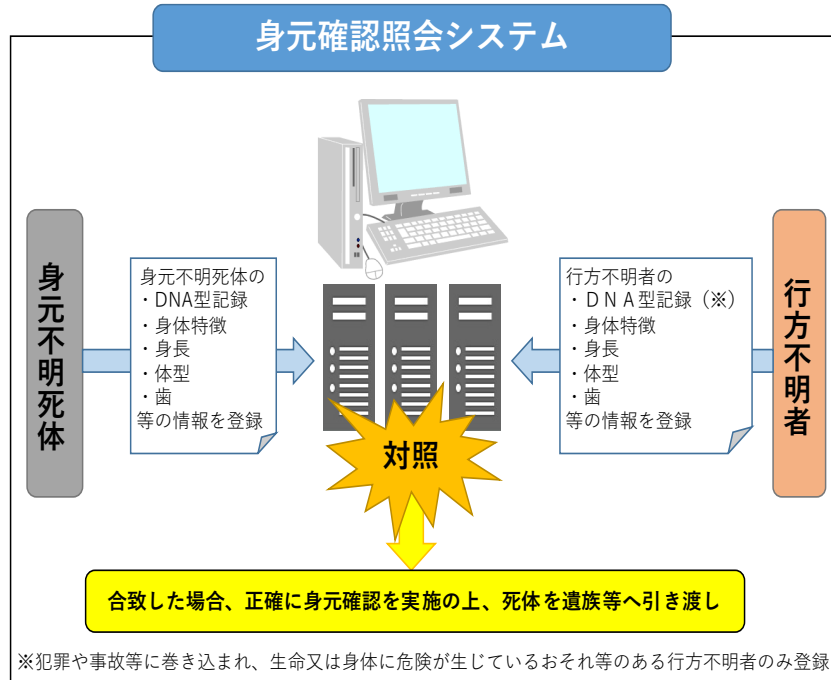 身元確認照会システム
身元不明死体
身元不明死体の
・DNA型記録
・身体特徴
・身長
・体型
・歯
等の情報を登録
行方不明者の
・ＤＮＡ型記録（※）
・身体特徴
・身長
・体型
・歯
等の情報を登録
行方不明者
対照
合致した場合、正確に身元確認を実施の上、死体を遺族等へ引き渡し
※犯罪や事故等に巻き込まれ、生命又は身体に危険が生じているおそれ等のある行方不明者のみ登録